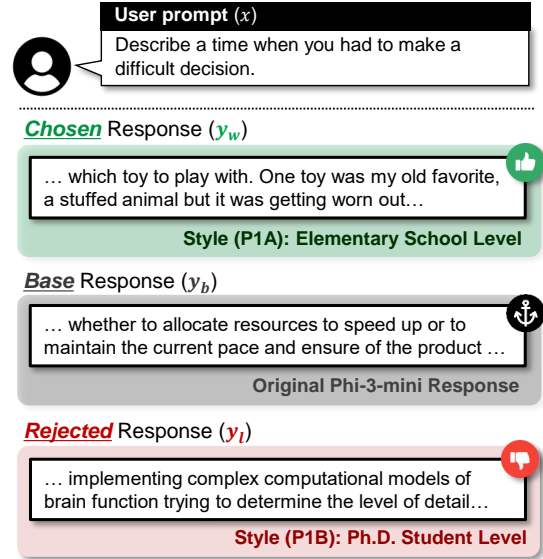 User prompt (x)
Describe a time when you had to make a
difficult decision.
Chosen Response (y_w)
… which toy to play with. One toy was my old favorite,
a stuffed animal but it was getting worn out…
Style (P1A): Elementary School Level
Base Response (y_b)
… whether to allocate resources to speed up or to
maintain the current pace and ensure of the product …
Original Phi-3-mini Response
Rejected Response (y_l)
… implementing complex computational models of
brain function trying to determine the level of detail…
Style (P1B): Ph.D. Student Level